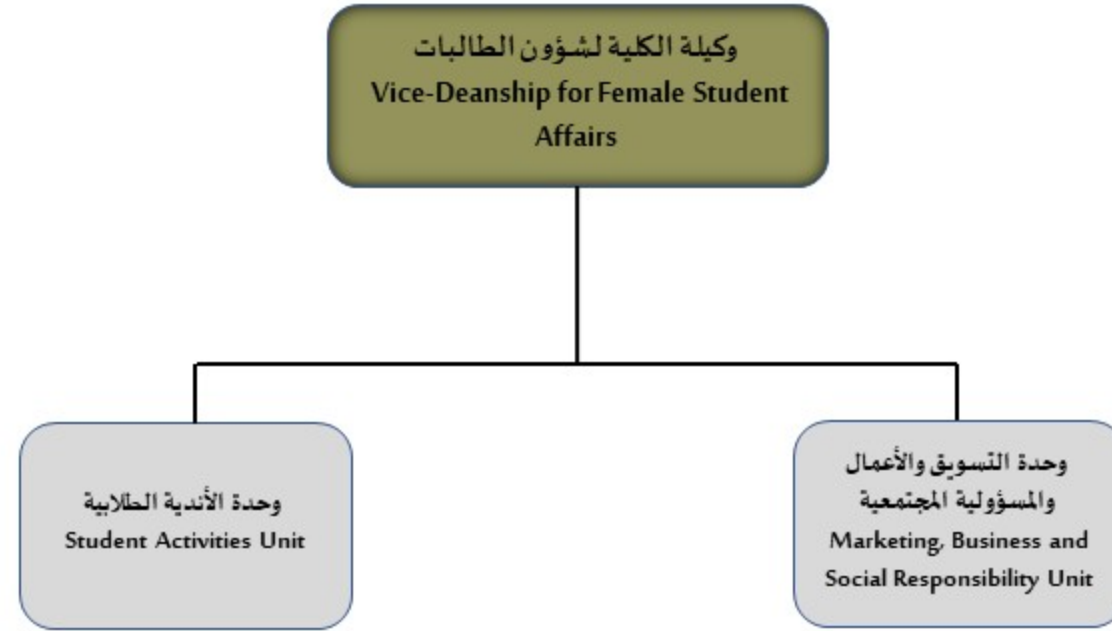 وكيلة الكلية لشؤون الطالبات
Vice-Deanship for Female Student
Affairs
وحدة الأندية الطلابية
Student Activities Unit
وحدة التسويق والأعمال
والمسؤولية المجتمعية
Marketing, Business and
Social Responsibility Unit